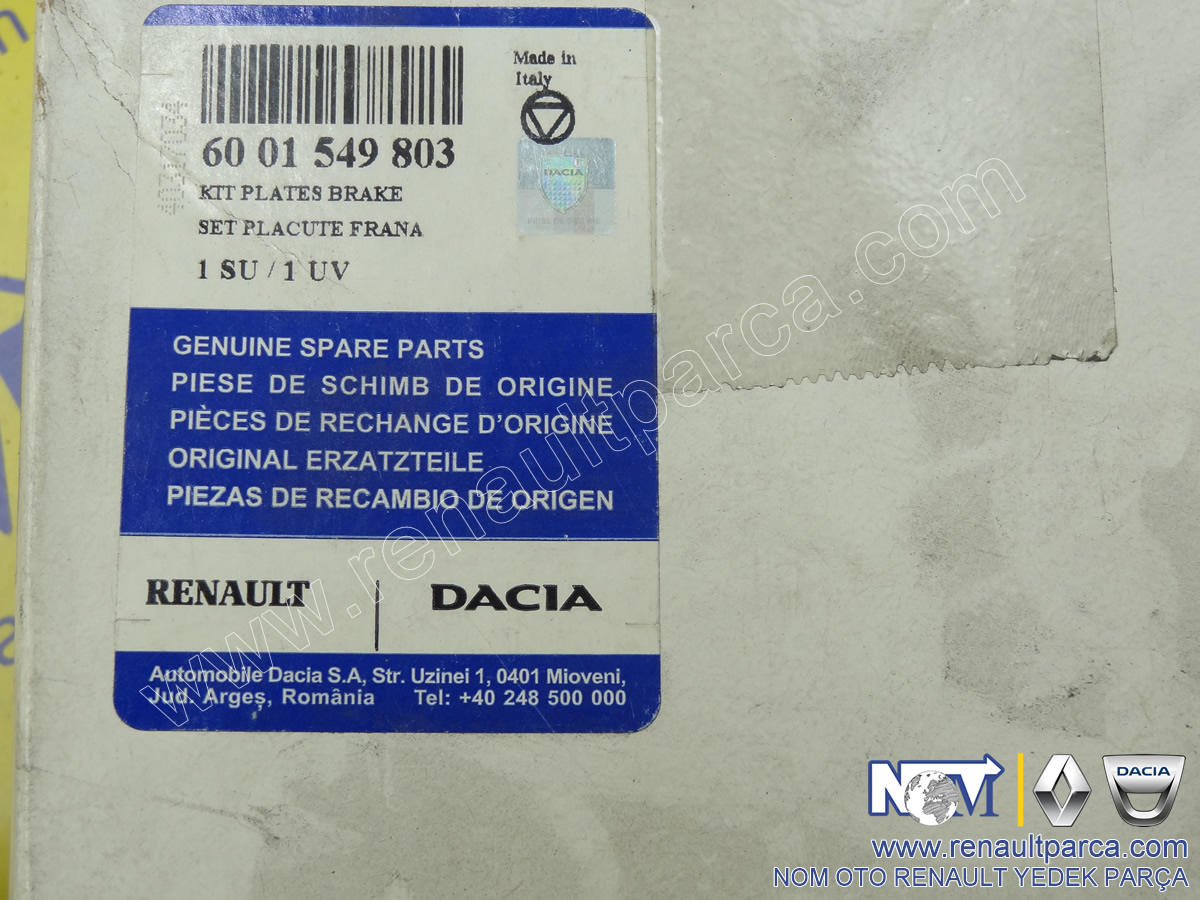 Made in
Italy
60 01 549 803
KIT PLATES BRAKE
SET PLACUTE FRANA
1 SU / 1 UV
DACIA
GENUINE SPARE PARTS
PIESE DE SCHIMB DE ORIGINE
PIÈCES DE RECHANGE D'ORIGINE
ORIGINAL ERZATZTEILE
PIEZAS DE RECAMBIO DE ORIGEN
RENAULT | DACIA
Automobile Dacia S.A, Str. Uzinei 1, 0401 Mioveni,
Jud. Argeș, România Tel: +40 248 500 000
www.renaultparca.com
NOM
DACIA
www.renaultparca.com
NOM OTO RENAULT YEDEK PARÇA